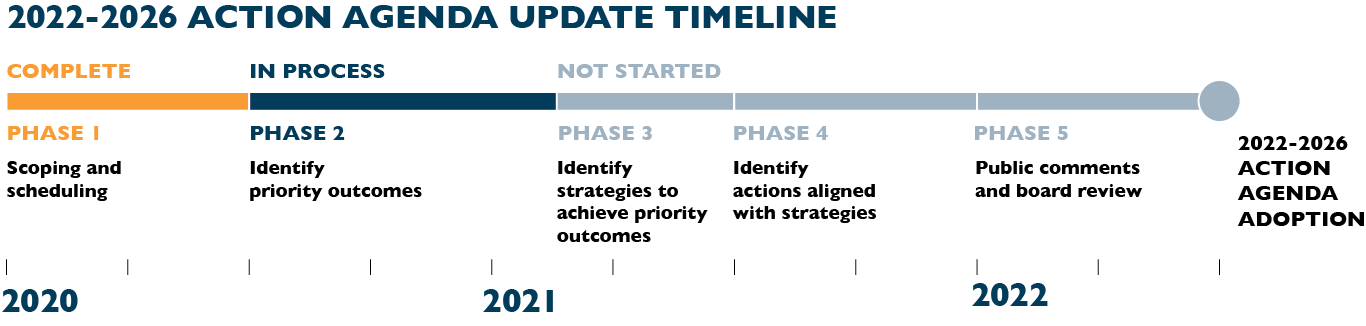 2022-2026 ACTION AGENDA UPDATE TIMELINE
COMPLETE
IN PROCESS
NOT STARTED
PHASE 1
Scoping and
scheduling
PHASE 2
Identify
priority outcomes
PHASE 3
Identify
strategies to
achieve priority
outcomes
PHASE 4
Identify
actions aligned
with strategies
PHASE 5
Public comments
and board review
2022-2026
ACTION
AGENDA
ADOPTION
2020
2021
2022